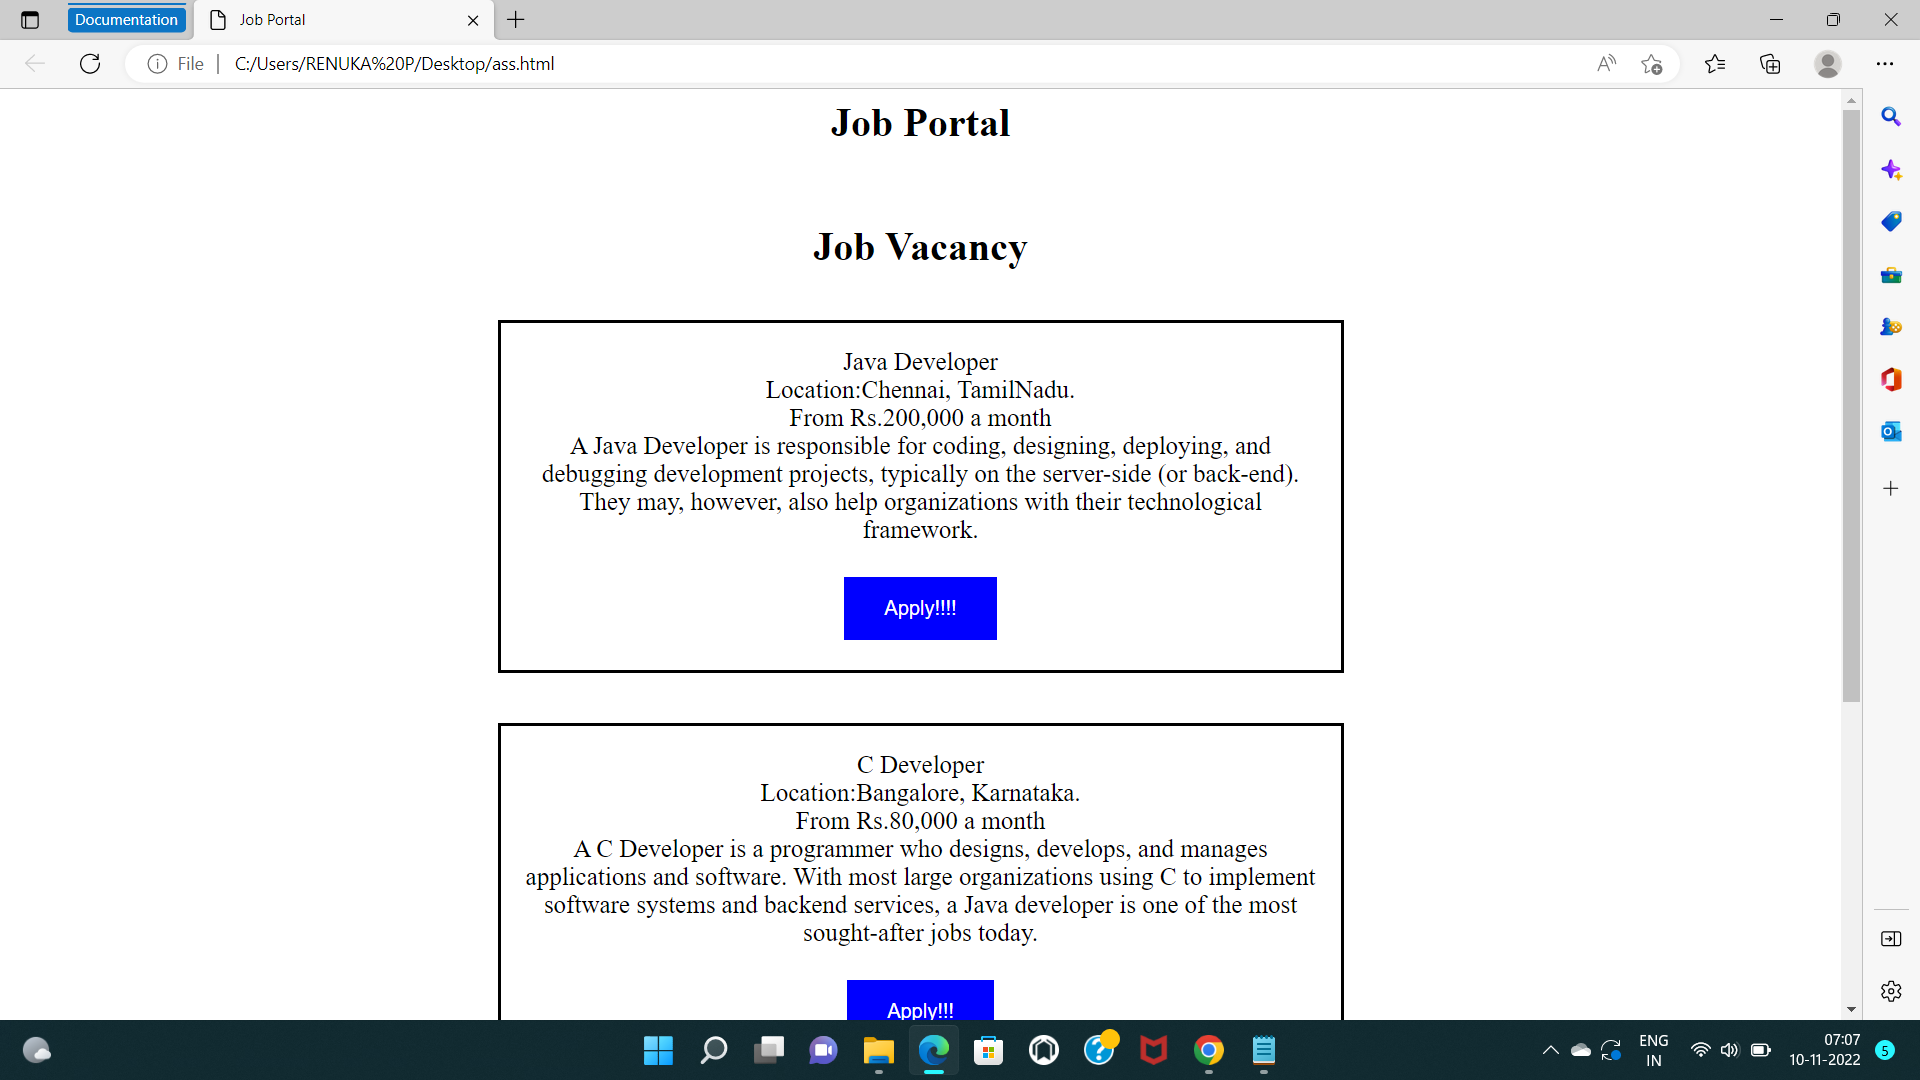 Documentation
Job Portal
File
C:/Users/RENUKA%20P/Desktop/ass.html
Job Portal
Job Vacancy
Java Developer
Location:Chennai, TamilNadu.
From Rs.200,000 a month
A Java Developer is responsible for coding, designing, deploying, and
debugging development projects, typically on the server-side (or back-end).
They may, however, also help organizations with their technological
framework.
Apply!!!!
C Developer
Location:Bangalore, Karnataka.
From Rs.80,000 a month
A C Developer is a programmer who designs, develops, and manages
applications and software. With most large organizations using C to implement
software systems and backend services, a Java developer is one of the most
sought-after jobs today.
Apply!!!
ENG
IN
07:07
10-11-2022
5